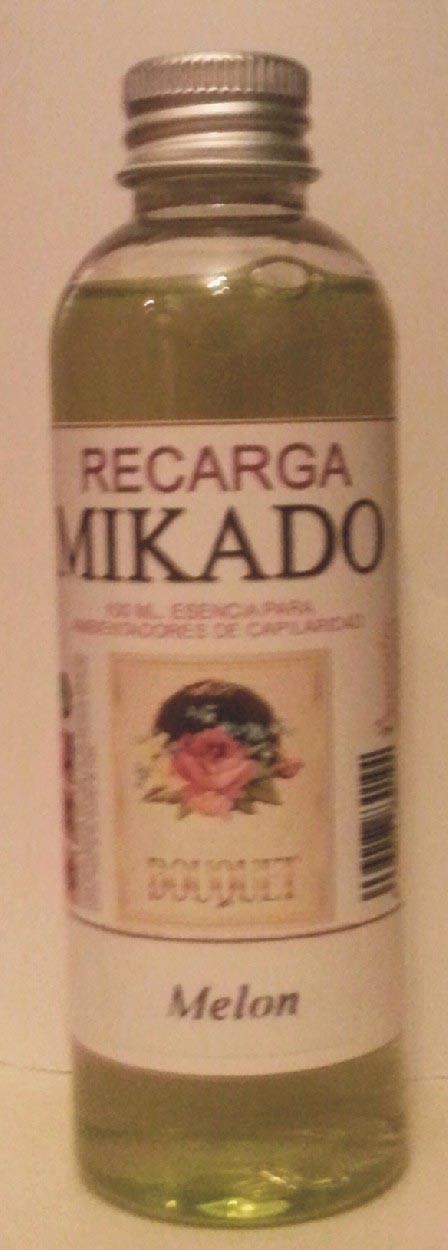 RECARGA
MIKADO
100 ML. ESENCIA PARA
AMBIENTADORES DE CAPILARIDAD
BOUQUET
Melon